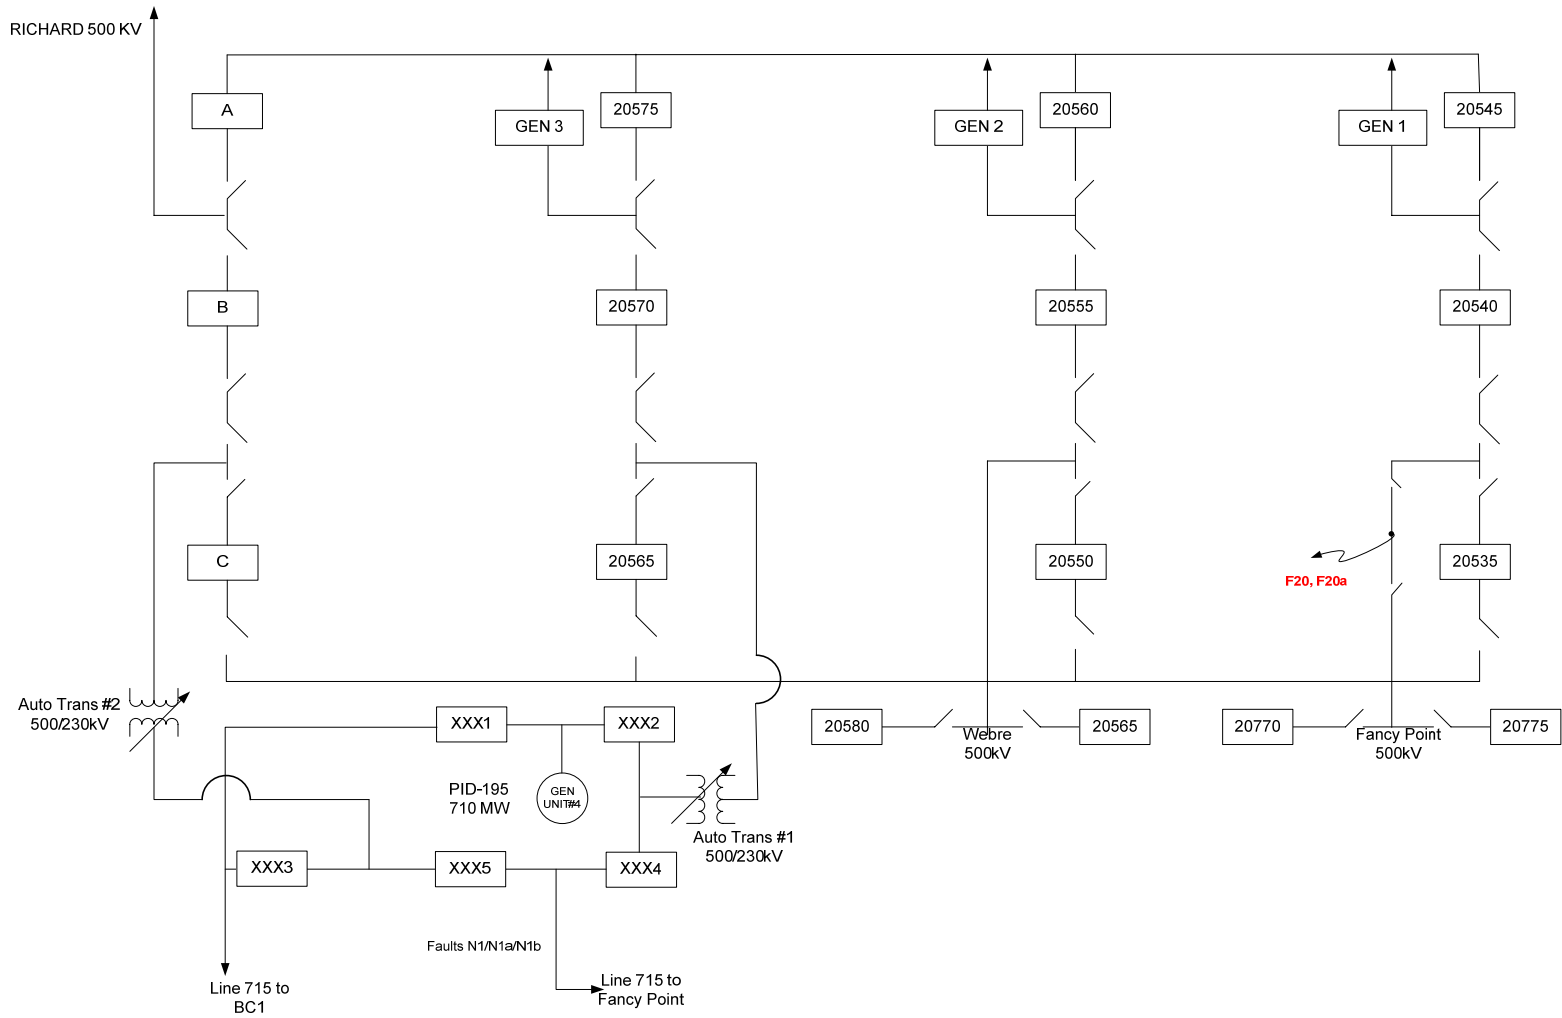 RICHARD 500 KV
A
GEN 3
20575
GEN 2
20560
GEN 1
20545
B
20570
20555
20540
C
20565
20550
20535
F20, F20a
Auto Trans #2
500/230kV
XXX1
XXX2
20580
Webre
500kV
20565
20770
Fancy Point
500kV
20775
PID-195
710 MW
GEN
UNIT#4
Auto Trans #1
500/230kV
XXX3
XXX5
XXX4
Faults N1/N1a/N1b
Line 715 to
BC1
Line 715 to
Fancy Point